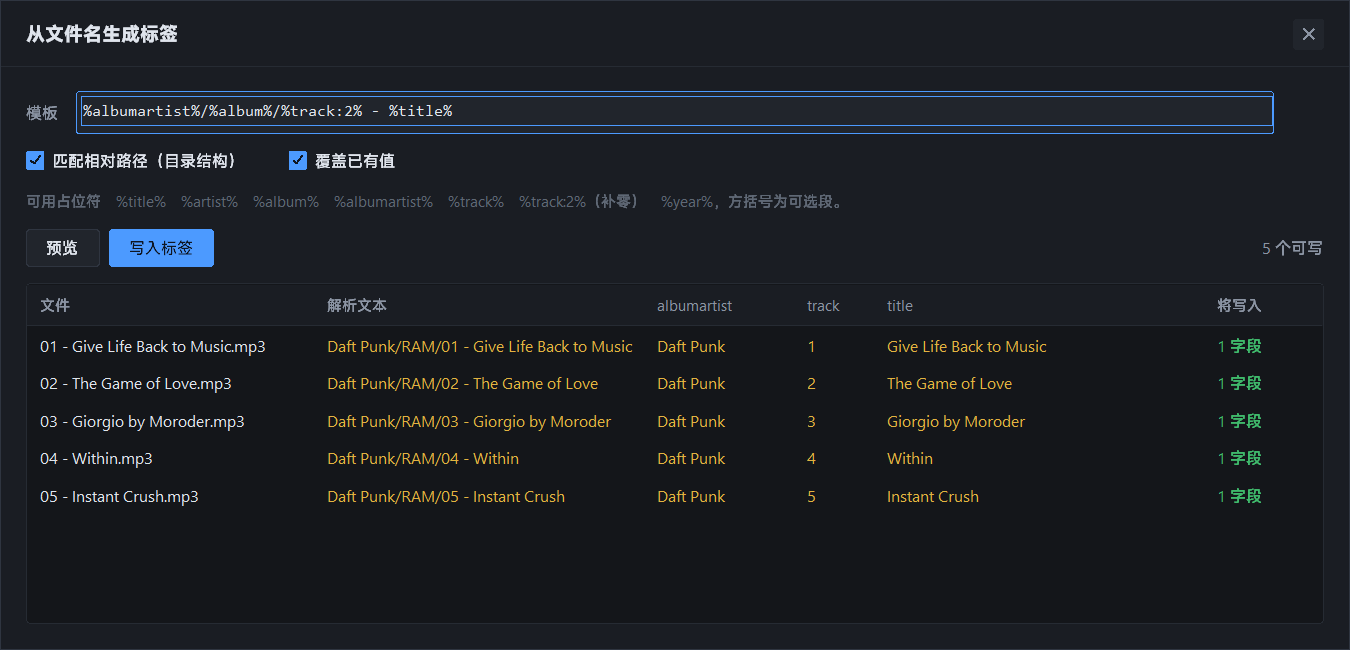 从文件名生成标签
模板 %albumartist%/%album%/%track:2% - %title%
匹配相对路径（目录结构） 覆盖已有值
可用占位符 %title% %artist% %album% %albumartist% %track% %track:2%（补零） %year%，方括号为可选段。
预览 写入标签 5 个可写
文件 解析文本 albumartist track title 将写入
01 - Give Life Back to Music.mp3 Daft Punk/RAM/01 - Give Life Back to Music Daft Punk 1 Give Life Back to Music 1 字段
02 - The Game of Love.mp3 Daft Punk/RAM/02 - The Game of Love Daft Punk 2 The Game of Love 1 字段
03 - Giorgio by Moroder.mp3 Daft Punk/RAM/03 - Giorgio by Moroder Daft Punk 3 Giorgio by Moroder 1 字段
04 - Within.mp3 Daft Punk/RAM/04 - Within Daft Punk 4 Within 1 字段
05 - Instant Crush.mp3 Daft Punk/RAM/05 - Instant Crush Daft Punk 5 Instant Crush 1 字段